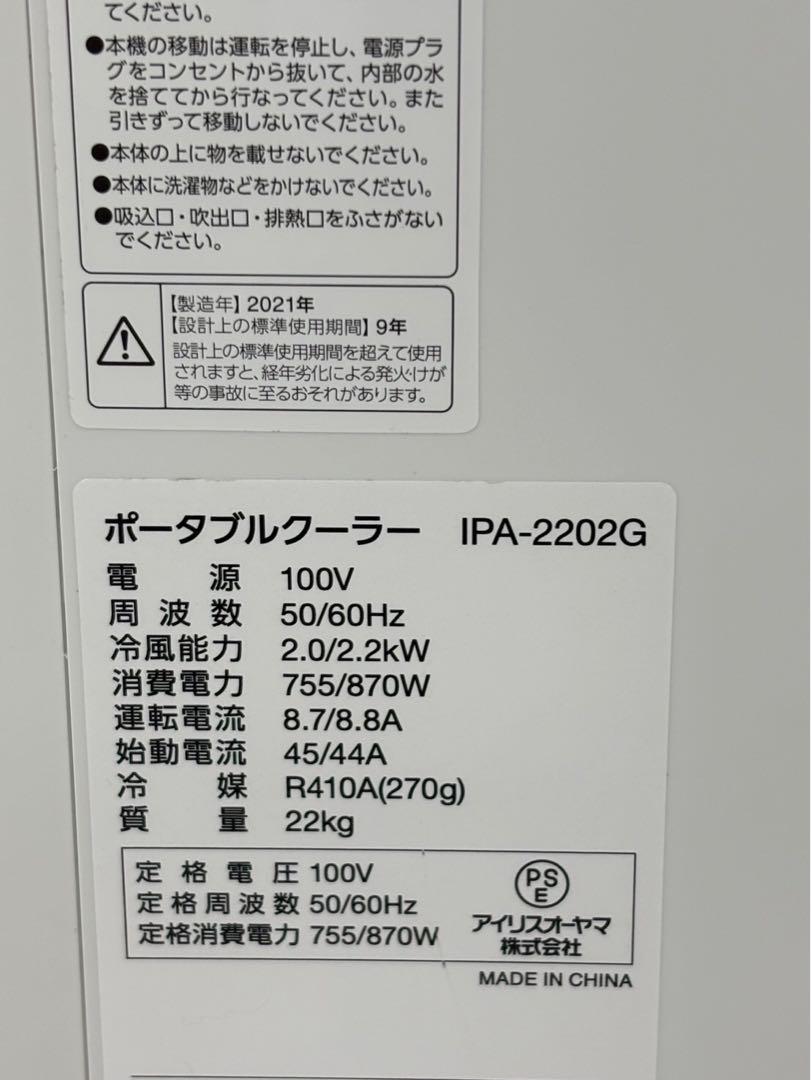 てください。
●本機の移動は運転を停止し、電源プラ
グをコンセントから抜いて、内部の水
を捨ててから行なってください。また
引きずって移動しないでください。
●本体の上に物を載せないでください。
●本体に洗濯物などをかけないでください。
●吸込口・吹出口・排熱口をふさがない
でください。
【製造年】2021年
【設計上の標準使用期間】9年
設計上の標準使用期間を超えて使用
されますと、経年劣化による発火・けが
等の事故に至るおそれがあります。
ポータブルクーラー IPA-2202G
電源 100V
周波数 50/60Hz
冷風能力 2.0/2.2kW
消費電力 755/870W
運転電流 8.7/8.8A
始動電流 45/44A
冷媒 R410A(270g)
質量 22kg
定格電圧 100V
定格周波数 50/60Hz
定格消費電力 755/870W
PS
E
アイリスオーヤマ
株式会社
MADE IN CHINA